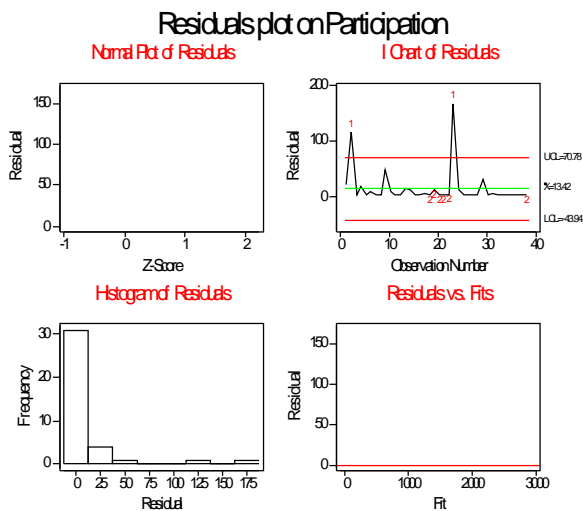 Residuals plot on Participation
Normal Plot of Residuals
150
100
50
0
Residual
-1 0 1 2
Z-Score
I Chart of Residuals
200
100
0
Residual
1
1
2
2
2
2
2
2
UCL=70.78
X=13.42
LCL=-43.94
0 10 20 30 40
Observation Number
Histogram of Residuals
30
20
10
0
Frequency
0 25 50 75 100 125 150 175
Residual
Residuals vs. Fits
150
100
50
0
Residual
0 1000 2000 3000
Fit